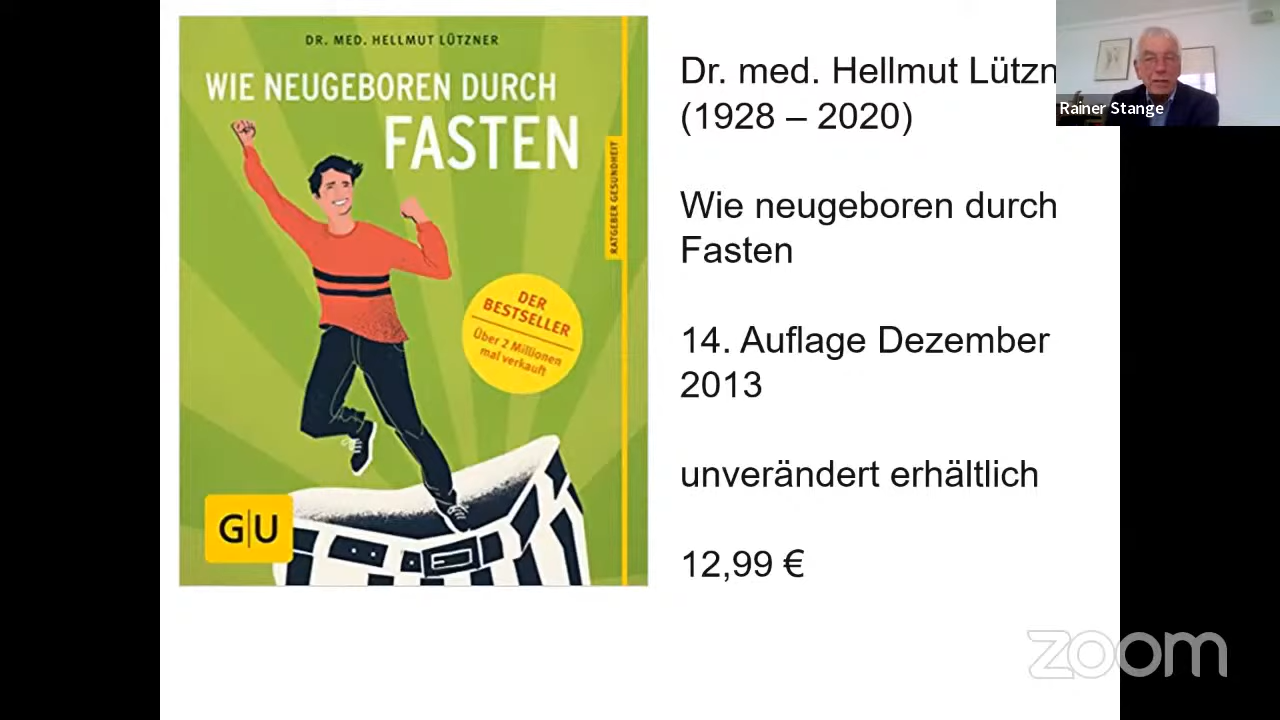 DR. MED. HELLMUT LÜTZNER
WIE NEUGEBOREN DURCH
FASTEN
RATGEBER GESUNDHEIT
DER
BESTSELLER
Über 2 Millionen
mal verkauft
G|U
Dr. med. Hellmut Lützn
(1928 – 2020)
Wie neugeboren durch
Fasten
14. Auflage Dezember
2013
unverändert erhältlich
12,99 €
Rainer Stange
zoom